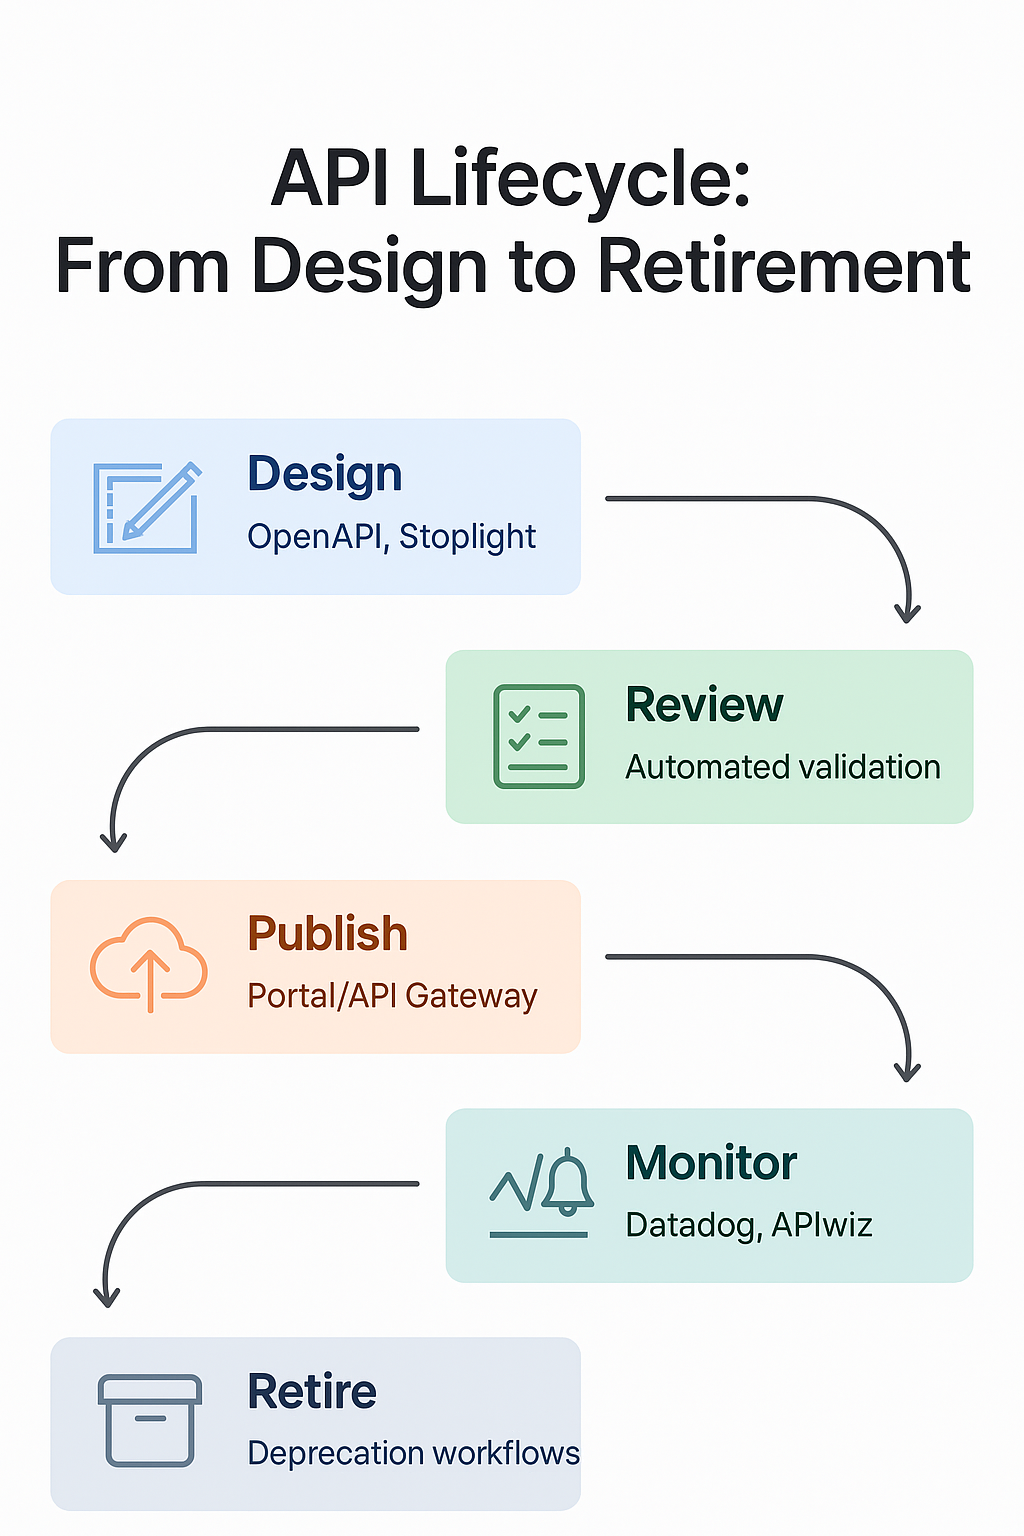 API Lifecycle:
From Design to Retirement
Design
OpenAPI, Stoplight
Review
Automated validation
Publish
Portal/API Gateway
Monitor
Datadog, APIwiz
Retire
Deprecation workflows